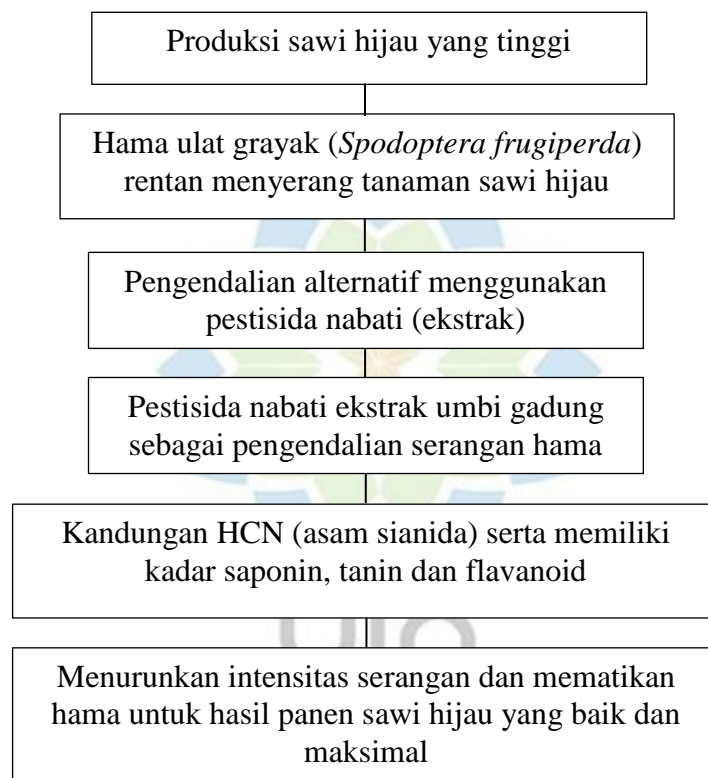 Produksi sawi hijau yang tinggi
Hama ulat grayak (Spodoptera frugiperda)
rentan menyerang tanaman sawi hijau
Pengendalian alternatif menggunakan
pestisida nabati (ekstrak)
Pestisida nabati ekstrak umbi gadung
sebagai pengendalian serangan hama
Kandungan HCN (asam sianida) serta memiliki
kadar saponin, tanin dan flavanoid
Menurunkan intensitas serangan dan mematikan
hama untuk hasil panen sawi hijau yang baik dan
maksimal